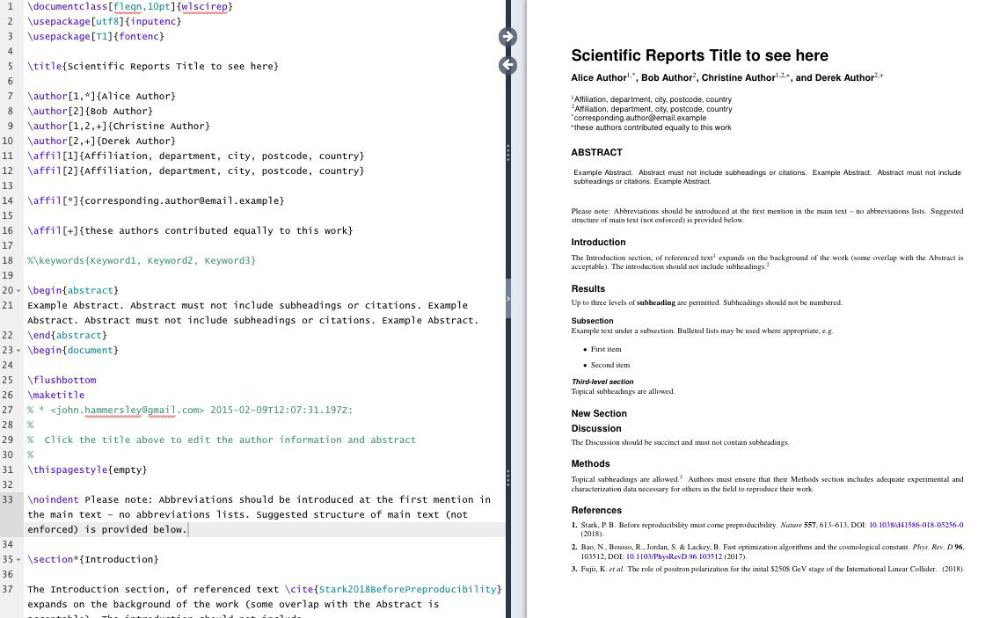 1 \documentclass[fleqn,10pt]{wlscirep}
2 \usepackage[utf8]{inputenc}
3 \usepackage[T1]{fontenc}
4
5 \title{Scientific Reports Title to see here}
6
7 \author[1,*]{Alice Author}
8 \author[2]{Bob Author}
9 \author[1,2,+]{Christine Author}
10 \author[2,+]{Derek Author}
11 \affil[1]{Affiliation, department, city, postcode, country}
12 \affil[2]{Affiliation, department, city, postcode, country}
13
14 \affil[*]{corresponding.author@email.example}
15
16 \affil[+]{these authors contributed equally to this work}
17
18 %\keywords{Keyword1, Keyword2, Keyword3}
19
20 \begin{abstract}
21 Example Abstract. Abstract must not include subheadings or citations. Example
Abstract. Abstract must not include subheadings or citations. Example Abstract.
22 \end{abstract}
23 \begin{document}
24
25 \flushbottom
26 \maketitle
27 % * <john.hammersley@gmail.com> 2015-02-09T12:07:31.197Z:
28 %
29 %  Click the title above to edit the author information and abstract
30 %
31 \thispagestyle{empty}
32
33 \noindent Please note: Abbreviations should be introduced at the first mention in
the main text – no abbreviations lists. Suggested structure of main text (not
enforced) is provided below.
34
35 \section*{Introduction}
36
37 The Introduction section, of referenced text \cite{Stark2018BeforePreproducibility}
expands on the background of the work (some overlap with the Abstract is
acceptable). The introduction should not include
Scientific Reports Title to see here
Alice Author1,*, Bob Author2, Christine Author1,2,+, and Derek Author2,+
1Affiliation, department, city, postcode, country
2Affiliation, department, city, postcode, country
*corresponding.author@email.example
+these authors contributed equally to this work
ABSTRACT
Example Abstract. Abstract must not include subheadings or citations. Example Abstract. Abstract must not include
subheadings or citations. Example Abstract.
Please note: Abbreviations should be introduced at the first mention in the main text – no abbreviations lists. Suggested
structure of main text (not enforced) is provided below.
Introduction
The Introduction section, of referenced text1 expands on the background of the work (some overlap with the Abstract is
acceptable). The introduction should not include subheadings.2
Results
Up to three levels of subheading are permitted. Subheadings should not be numbered.
Subsection
Example text under a subsection. Bulleted lists may be used where appropriate, e.g.
• First item
• Second item
Third-level section
Topical subheadings are allowed.
New Section
Discussion
The Discussion should be succinct and must not contain subheadings.
Methods
Topical subheadings are allowed.3 Authors must ensure that their Methods section includes adequate experimental and
characterization data necessary for others in the field to reproduce their work.
References
1. Stark, P. B. Before reproducibility must come preproducibility. Nature 557, 613–613, DOI: 10.1038/d41586-018-05256-0
(2018).
2. Bao, N., Bousso, R., Jordan, S. & Lackey, B. Fast optimization algorithms and the cosmological constant. Phys. Rev. D 96,
103512, DOI: 10.1103/PhysRevD.96.103512 (2017).
3. Fujii, K. et al. The role of positron polarization for the inital $250$ GeV stage of the International Linear Collider. (2018).